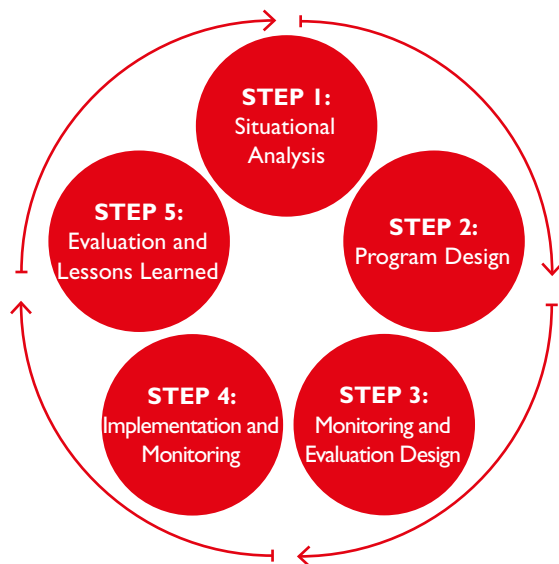 STEP 1:
Situational
Analysis
STEP 2:
Program Design
STEP 3:
Monitoring and
Evaluation Design
STEP 4:
Implementation and
Monitoring
STEP 5:
Evaluation and
Lessons Learned